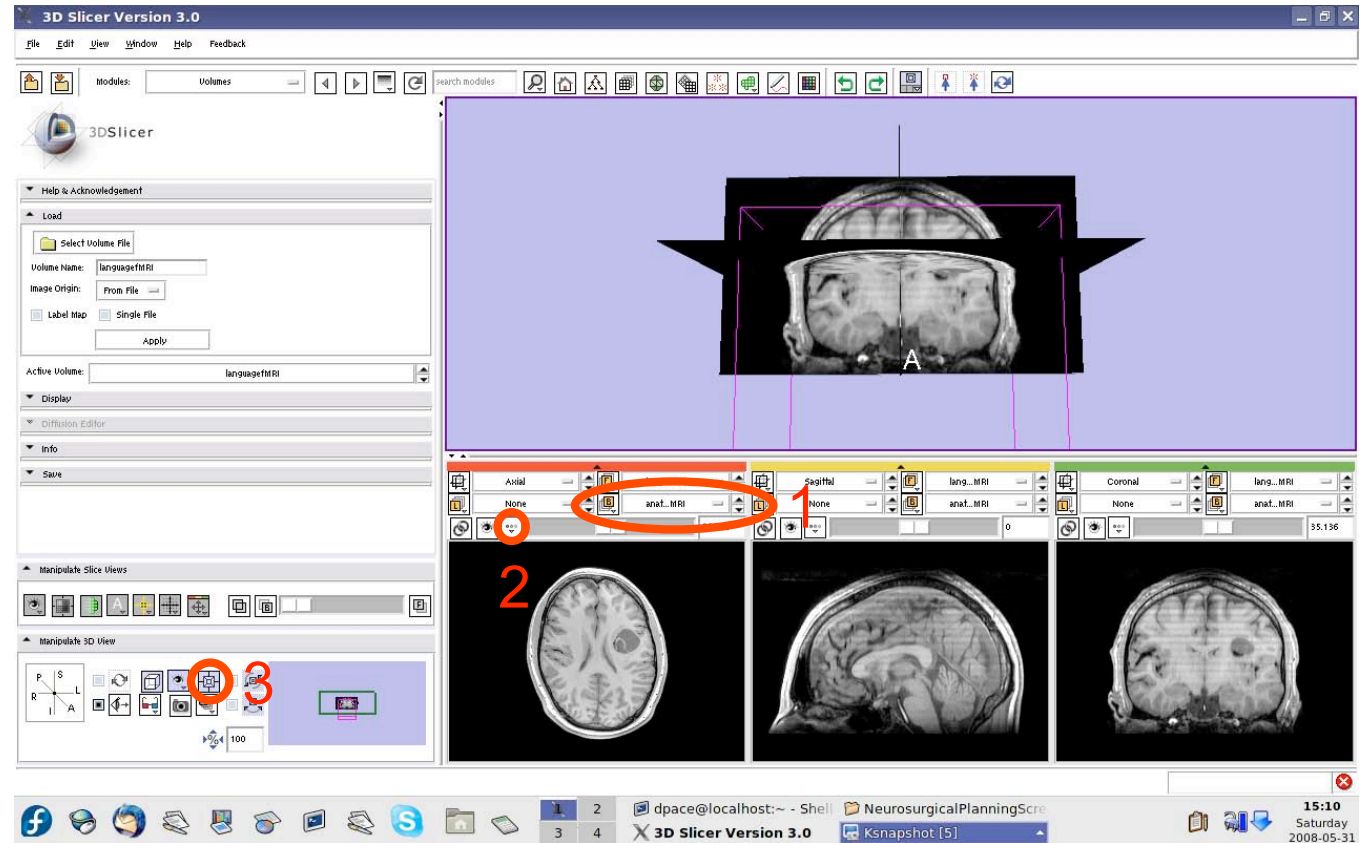 3D Slicer Version 3.0
File Edit View Window Help Feedback
Modules: Volumes search modules
3DSlicer
Help & Acknowledgement
Load
Select Volume File
Volume Name: languagefMRI
Image Origin: From File
Label Map Single File
Apply
Active Volume: languagefMRI
Display
Diffusion Editor
Info
Save
Manipulate Slice Views
A B F
Manipulate 3D View
P S
R L
I A
% 100
3
A
Axial F
L None B anat...MRI
1
2
Sagittal F lang...MRI
L None B anat...MRI
0
Coronal F lang...MRI
L None B anat...MRI
35.136
1 2
3 4
dpace@localhost:~ - Shell
NeurosurgicalPlanningScre
3D Slicer Version 3.0
Ksnapshot [5]
15:10
Saturday
2008-05-31